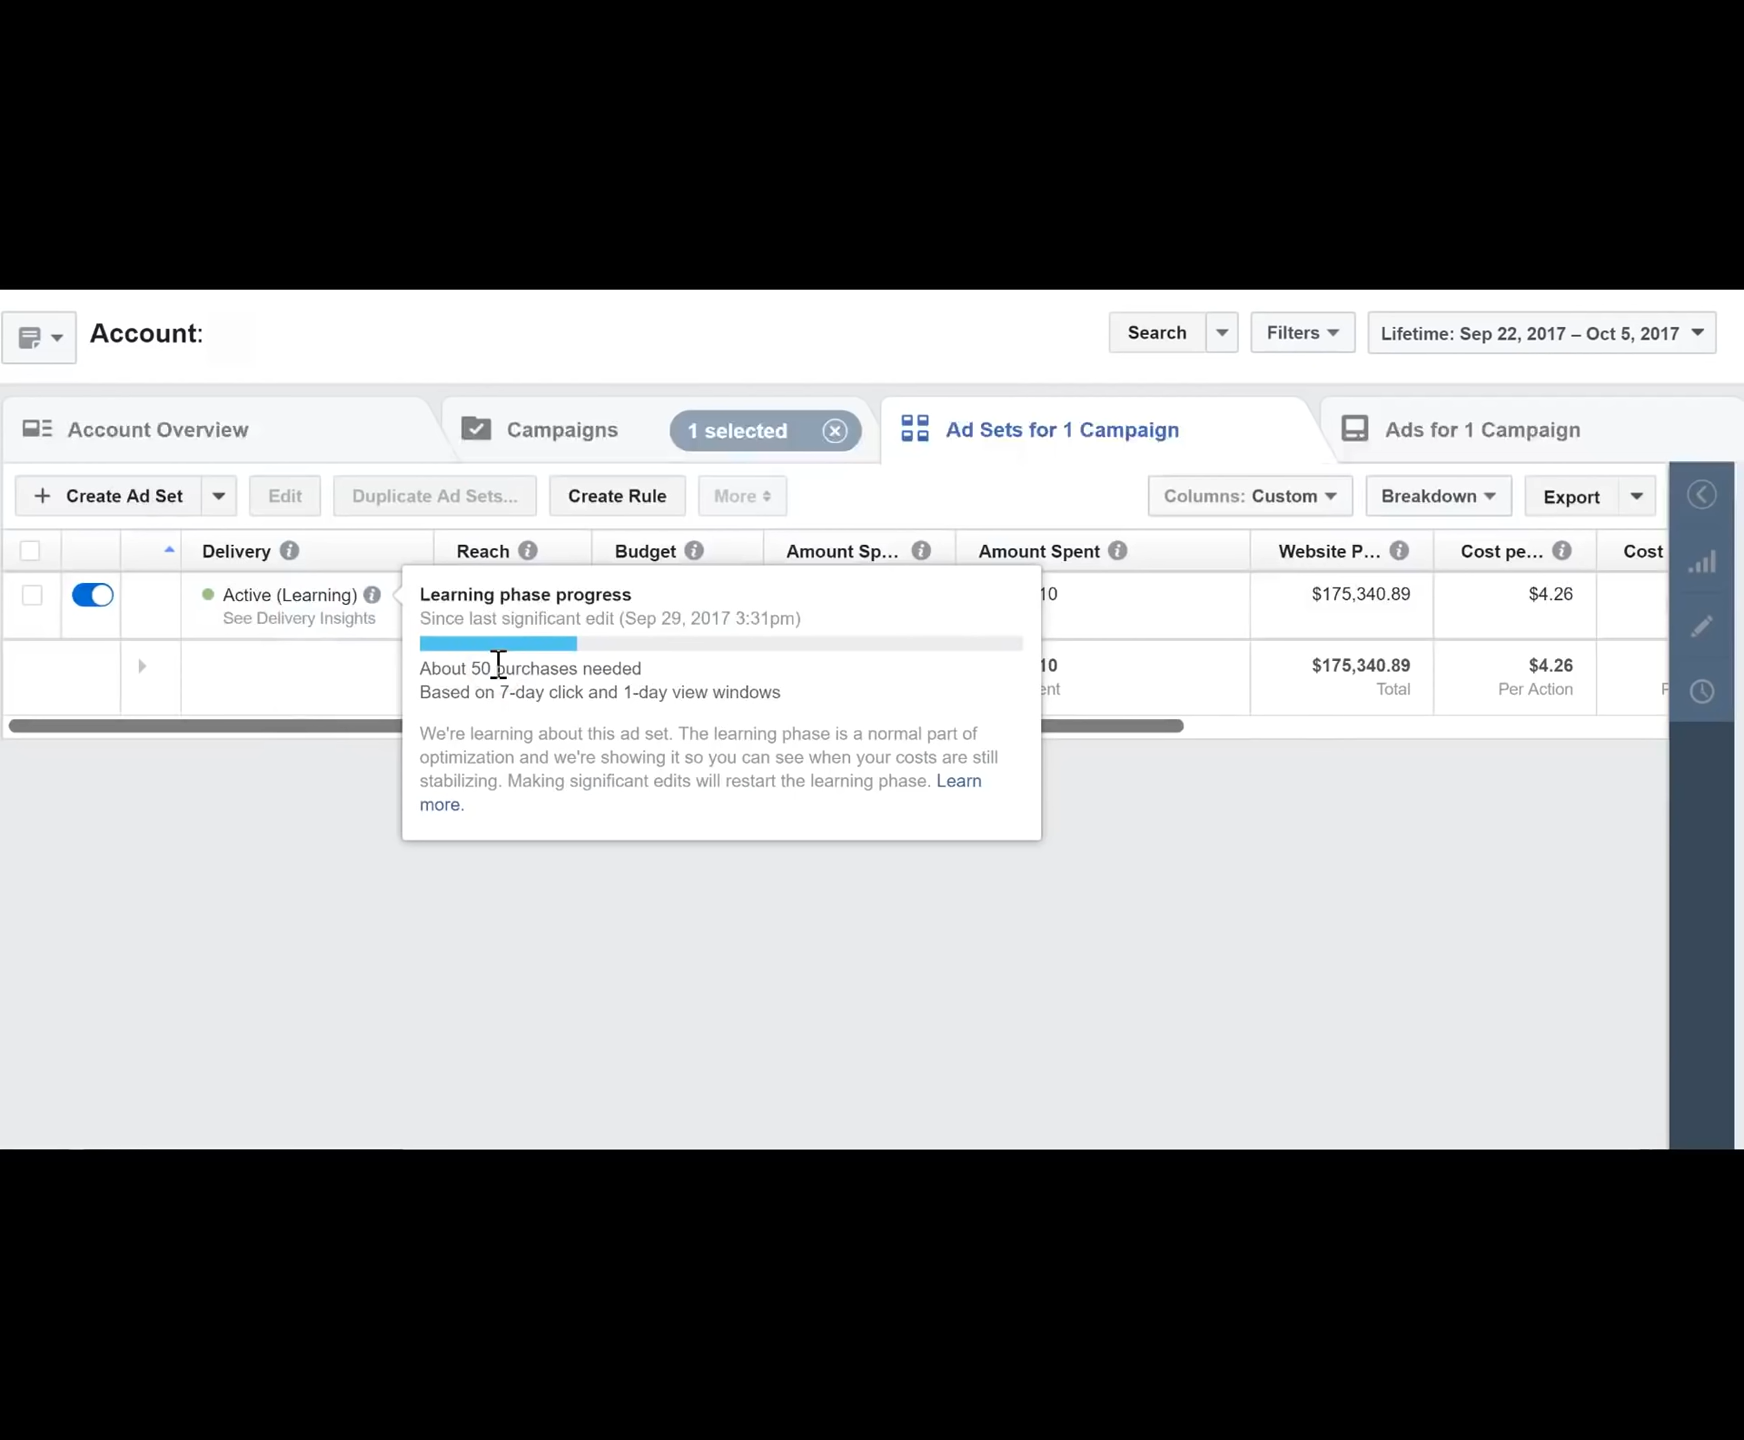 Account:
Search
Filters
Lifetime: Sep 22, 2017 – Oct 5, 2017
Account Overview
Campaigns
1 selected
Ad Sets for 1 Campaign
Ads for 1 Campaign
+ Create Ad Set
Edit
Duplicate Ad Sets...
Create Rule
More
Columns: Custom
Breakdown
Export
Delivery
Reach
Budget
Amount Sp...
Amount Spent
Website P...
Cost pe...
Cost
Active (Learning)
See Delivery Insights
10
$175,340.89
$4.26
Learning phase progress
Since last significant edit (Sep 29, 2017 3:31pm)
About 50 purchases needed
Based on 7-day click and 1-day view windows
We're learning about this ad set. The learning phase is a normal part of
optimization and we're showing it so you can see when your costs are still
stabilizing. Making significant edits will restart the learning phase. Learn
more.
10
ent
$175,340.89
Total
$4.26
Per Action